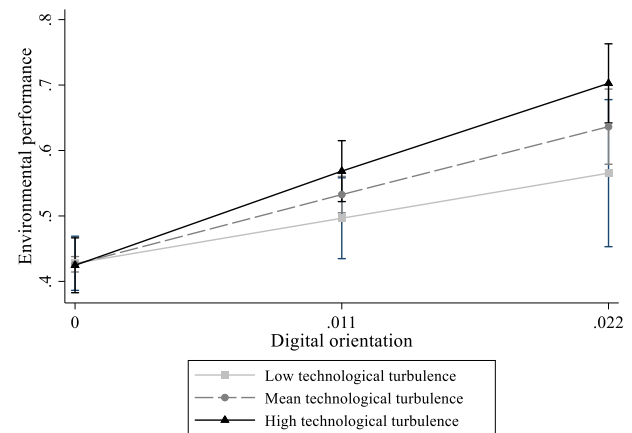 .8
.7
.6
.5
.4
Environmental performance
0 .011 .022
Digital orientation
Low technological turbulence
Mean technological turbulence
High technological turbulence